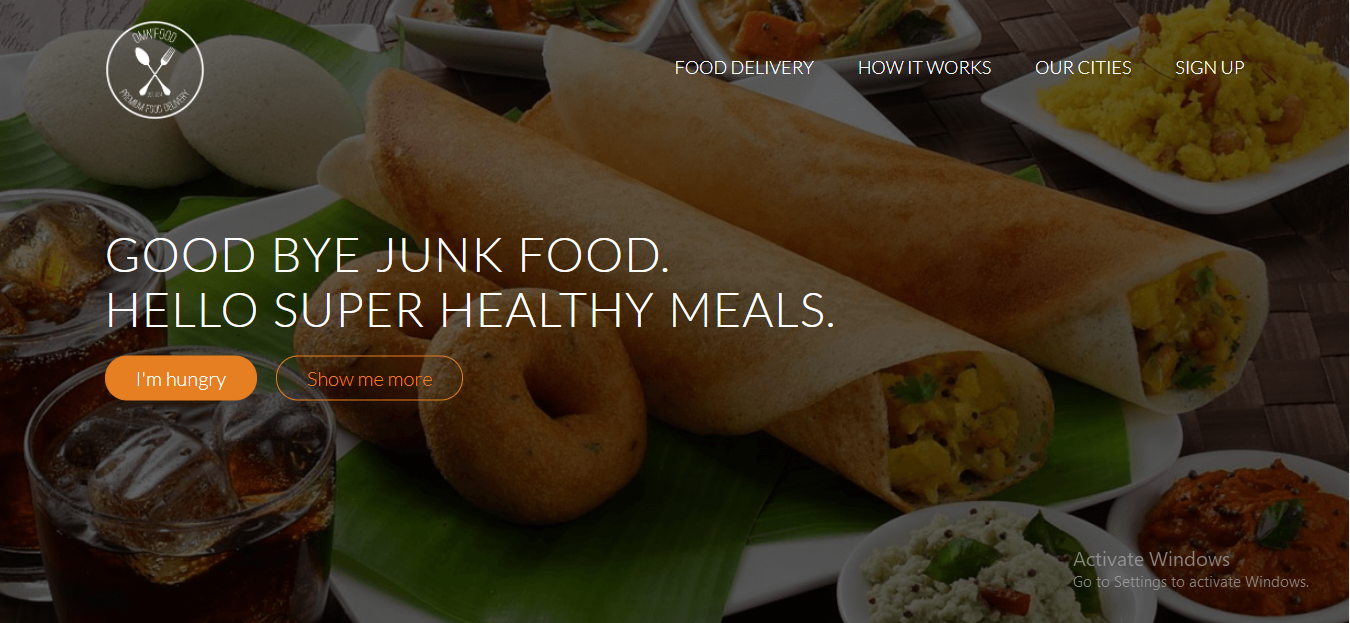 OMNIFOOD
PREMIUM FOOD DELIVERY
FOOD DELIVERY
HOW IT WORKS
OUR CITIES
SIGN UP
GOOD BYE JUNK FOOD.
HELLO SUPER HEALTHY MEALS.
I'm hungry
Show me more
Activate Windows
Go to Settings to activate Windows.